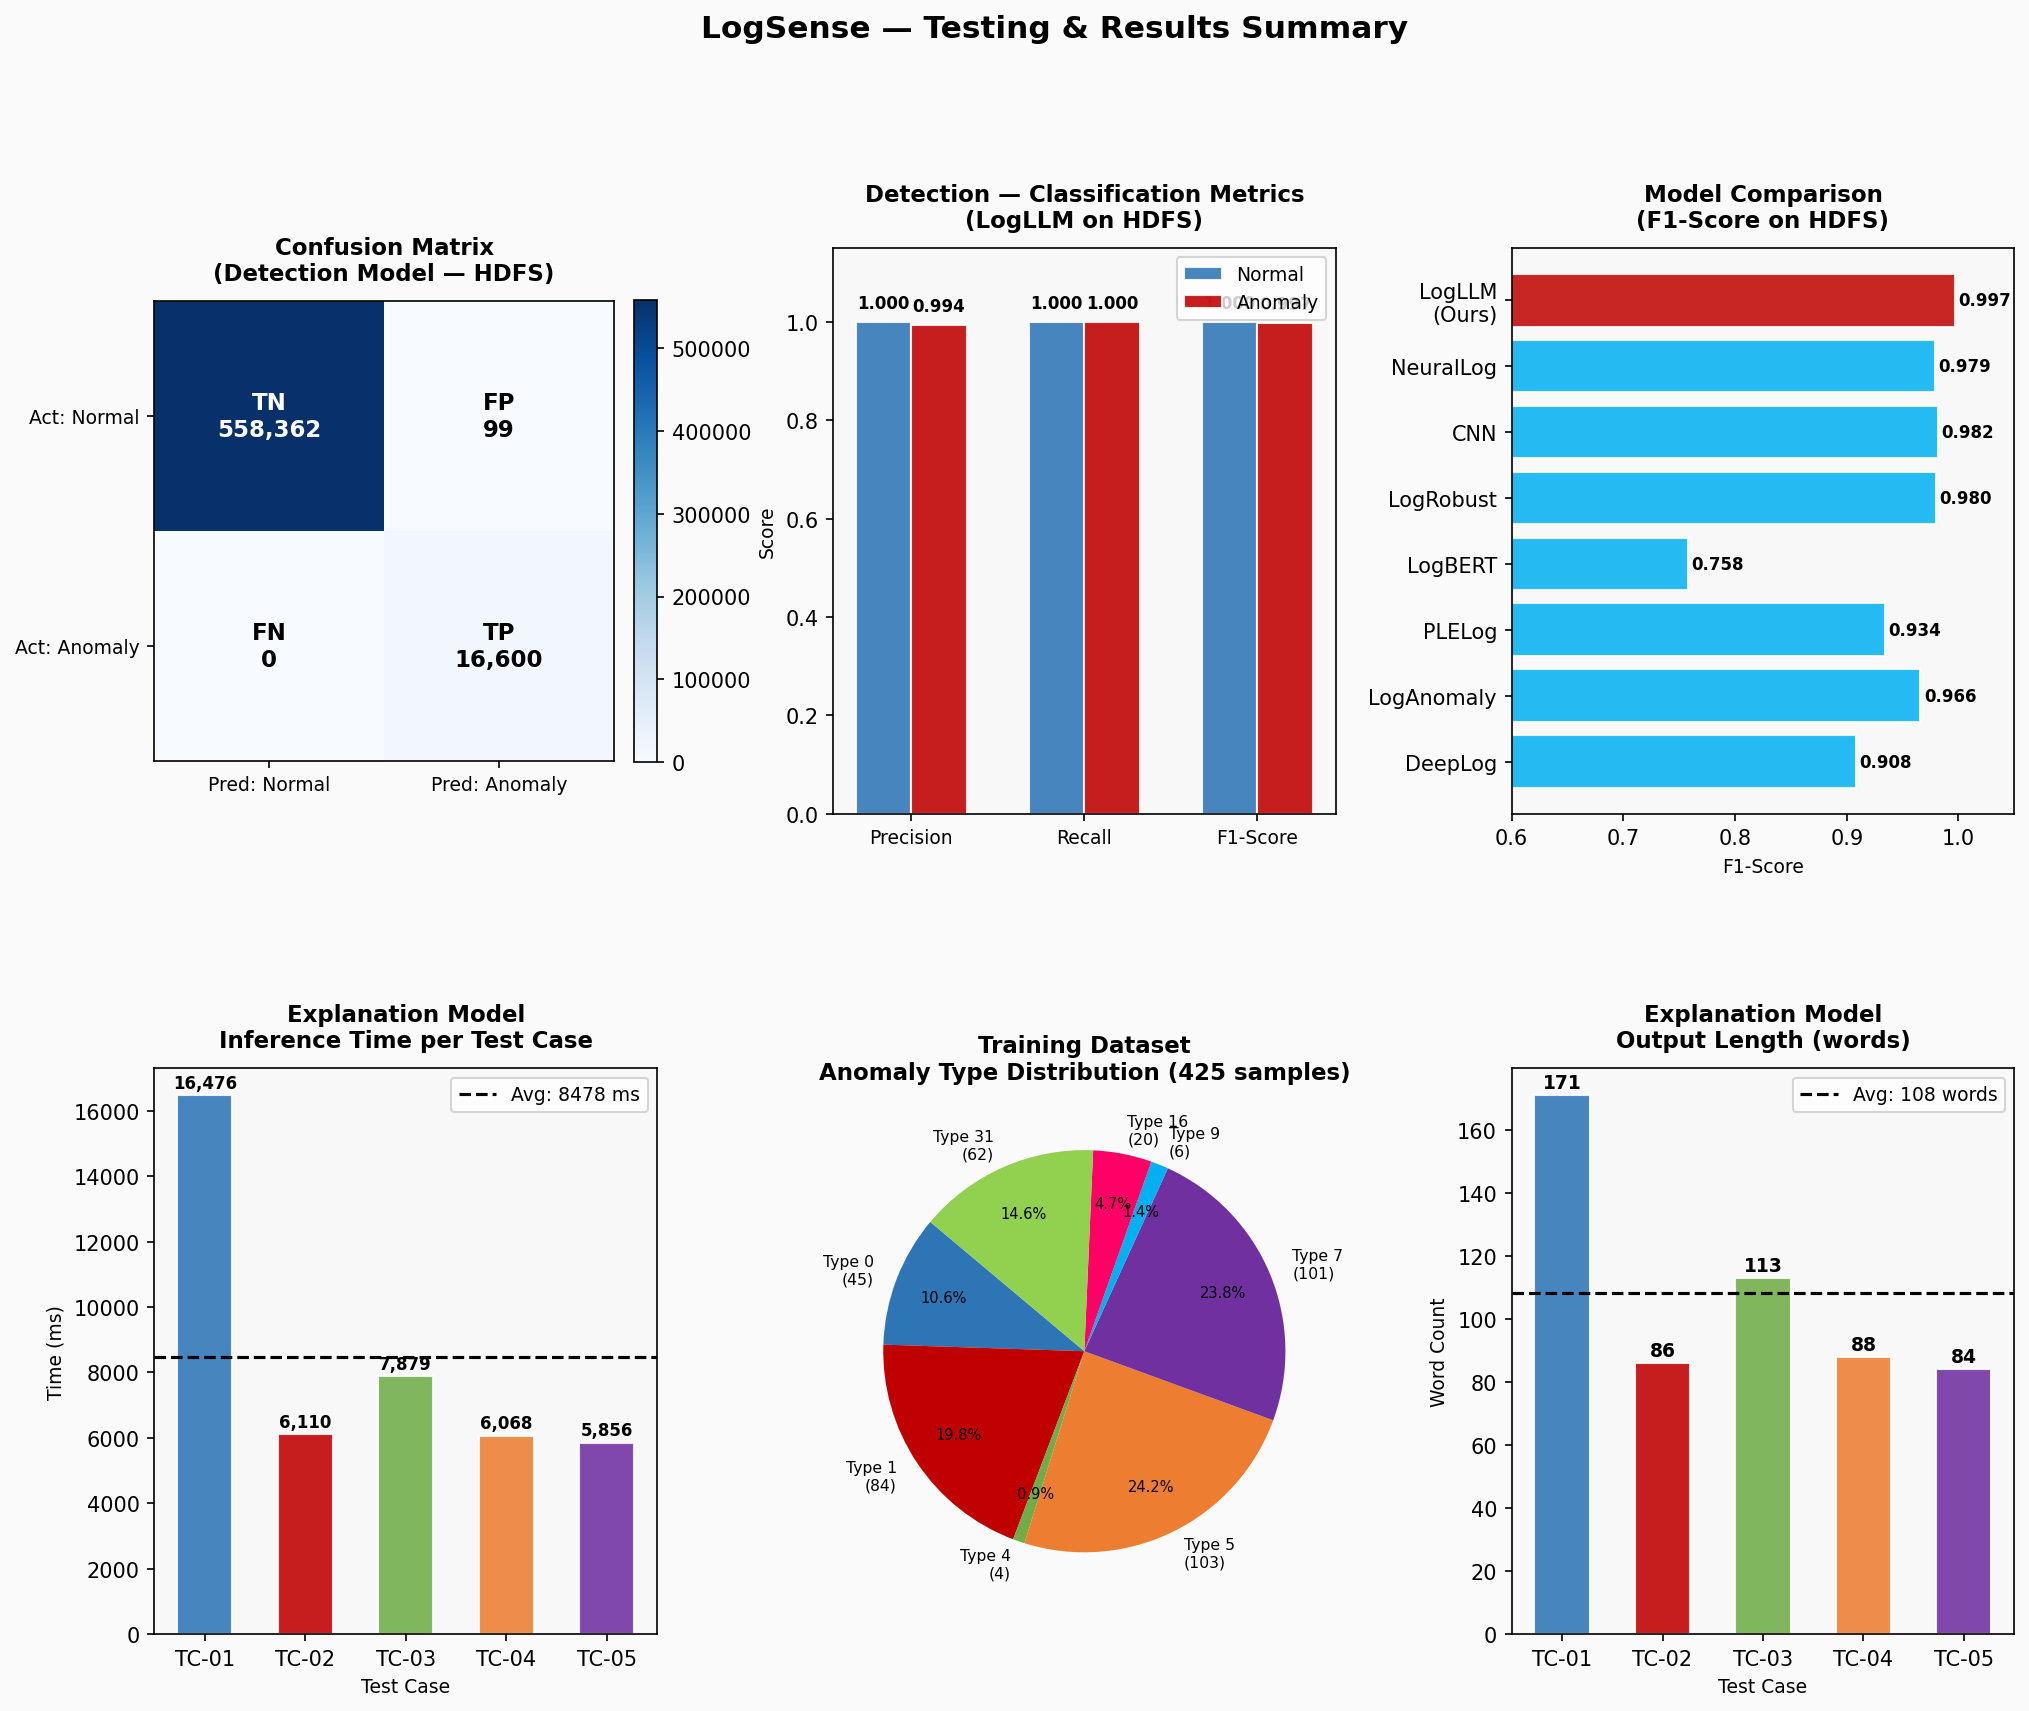 LogSense — Testing & Results Summary
Confusion Matrix
(Detection Model — HDFS)
TN
558,362
FP
99
FN
0
TP
16,600
Act: Normal
Act: Anomaly
Pred: Normal
Pred: Anomaly
500000
400000
300000
200000
100000
0
Detection — Classification Metrics
(LogLLM on HDFS)
Normal
Anomaly
1.000
0.994
1.000
1.000
Score
1.0
0.8
0.6
0.4
0.2
0.0
Precision
Recall
F1-Score
Model Comparison
(F1-Score on HDFS)
LogLLM
(Ours)
0.997
NeuralLog
0.979
CNN
0.982
LogRobust
0.980
LogBERT
0.758
PLELog
0.934
LogAnomaly
0.966
DeepLog
0.908
0.6
0.7
0.8
0.9
1.0
F1-Score
Explanation Model
Inference Time per Test Case
Avg: 8478 ms
16,476
6,110
7,879
6,068
5,856
Time (ms)
16000
14000
12000
10000
8000
6000
4000
2000
0
TC-01
TC-02
TC-03
TC-04
TC-05
Test Case
Training Dataset
Anomaly Type Distribution (425 samples)
Type 16
(20)
Type 9
(6)
Type 31
(62)
4.7%
1.4%
14.6%
Type 0
(45)
10.6%
Type 7
(101)
23.8%
Type 1
(84)
19.8%
0.9%
24.2%
Type 4
(4)
Type 5
(103)
Explanation Model
Output Length (words)
Avg: 108 words
171
86
113
88
84
Word Count
160
140
120
100
80
60
40
20
0
TC-01
TC-02
TC-03
TC-04
TC-05
Test Case